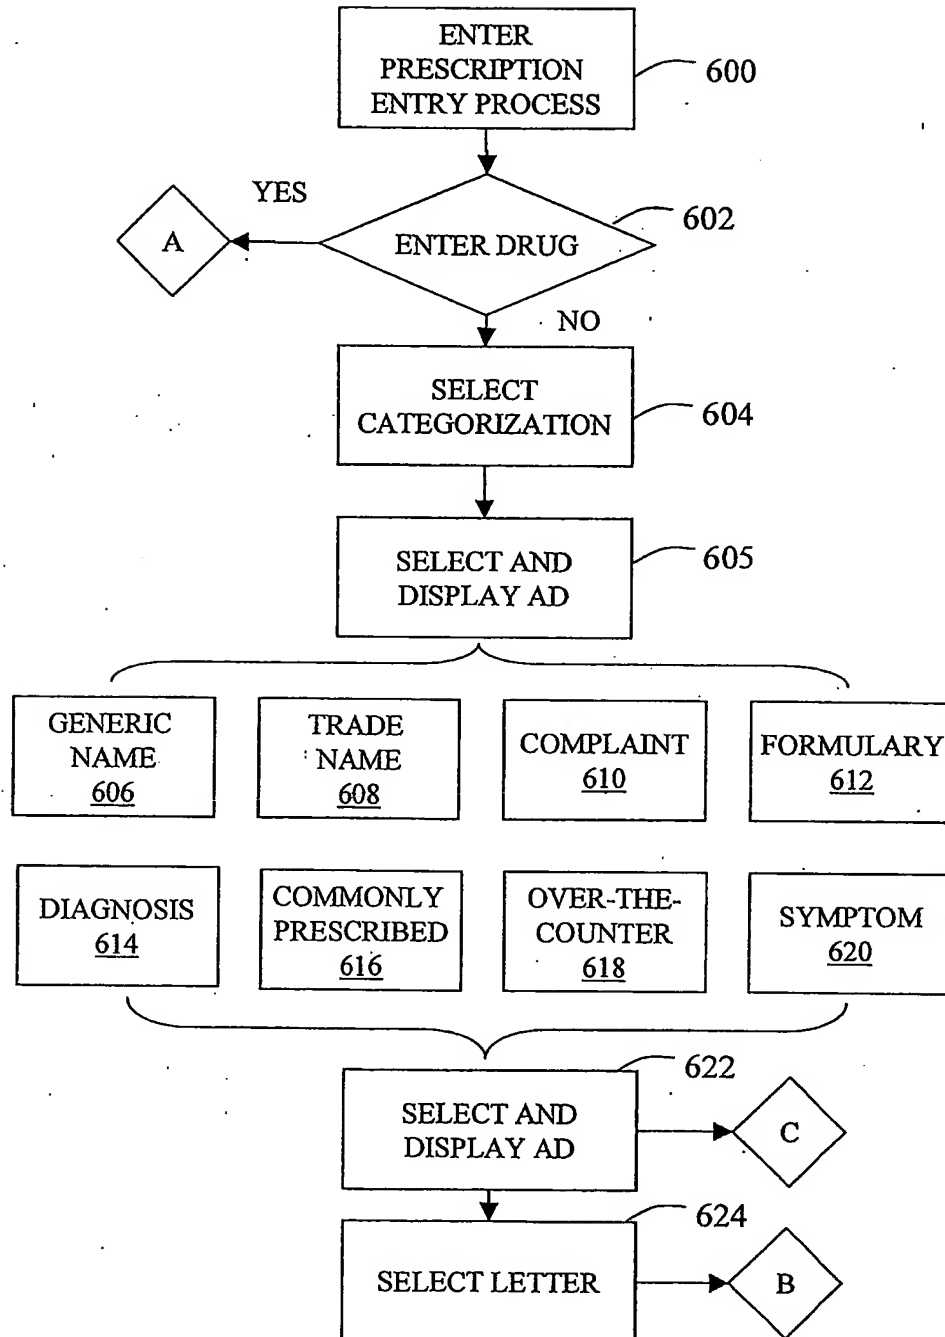 ENTER
PRESCRIPTION
ENTRY PROCESS
600
YES
A
ENTER DRUG
602
NO
SELECT
CATEGORIZATION
604
SELECT AND
DISPLAY AD
605
GENERIC
NAME
606
TRADE
NAME
608
COMPLAINT
610
FORMULARY
612
DIAGNOSIS
614
COMMONLY
PRESCRIBED
616
OVER-THE-
COUNTER
618
SYMPTOM
620
622
SELECT AND
DISPLAY AD
C
624
SELECT LETTER
B